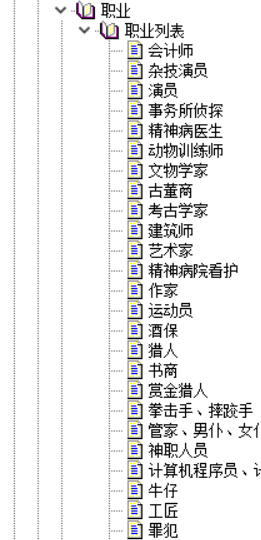 职业
职业列表
会计师
杂技演员
演员
事务所侦探
精神病医生
动物训练师
文物学家
古董商
考古学家
建筑师
艺术家
精神病院看护
作家
运动员
酒保
猎人
书商
赏金猎人
拳击手、摔跤手
管家、男仆、女
神职人员
计算机程序员、
牛仔
工匠
罪犯